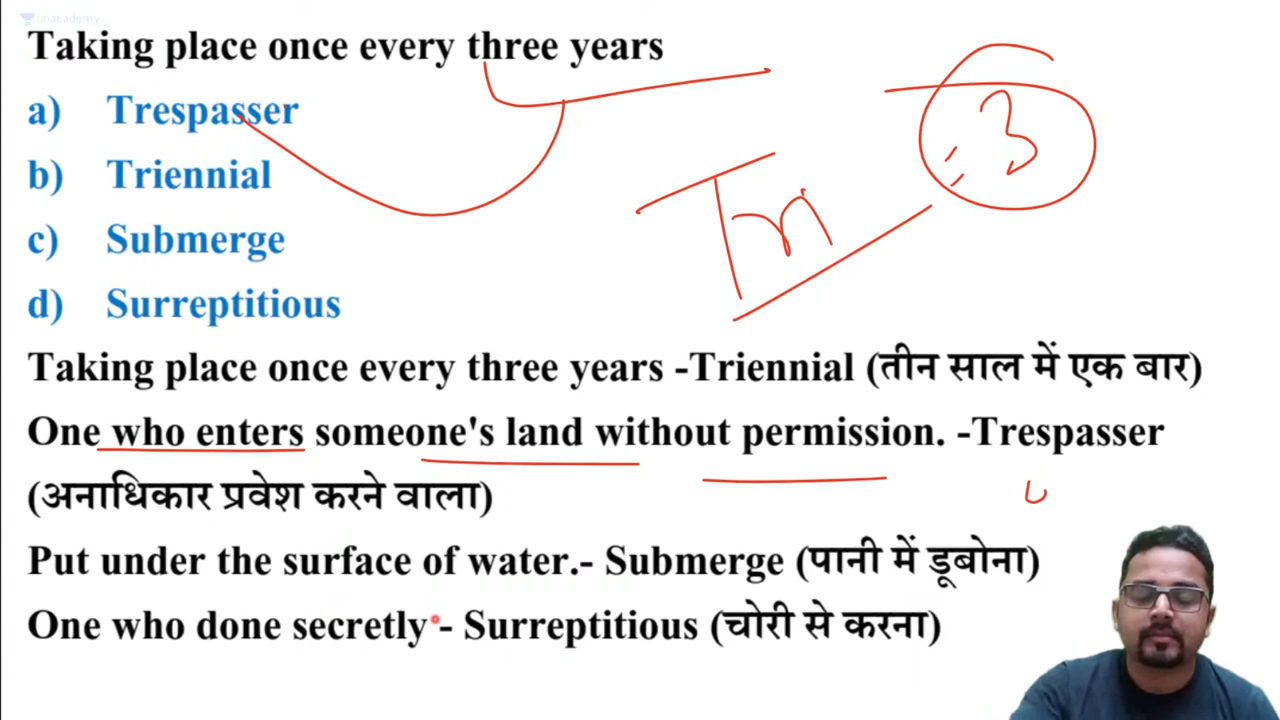 unacademy
Taking place once every three years
a) Trespasser
b) Triennial
c) Submerge
d) Surreptitious
Tri = 3
Taking place once every three years -Triennial (तीन साल में एक बार)
One who enters someone's land without permission. -Trespasser
(अनाधिकार प्रवेश करने वाला)
Put under the surface of water.- Submerge (पानी में डूबोना)
One who done secretly - Surreptitious (चोरी से करना)